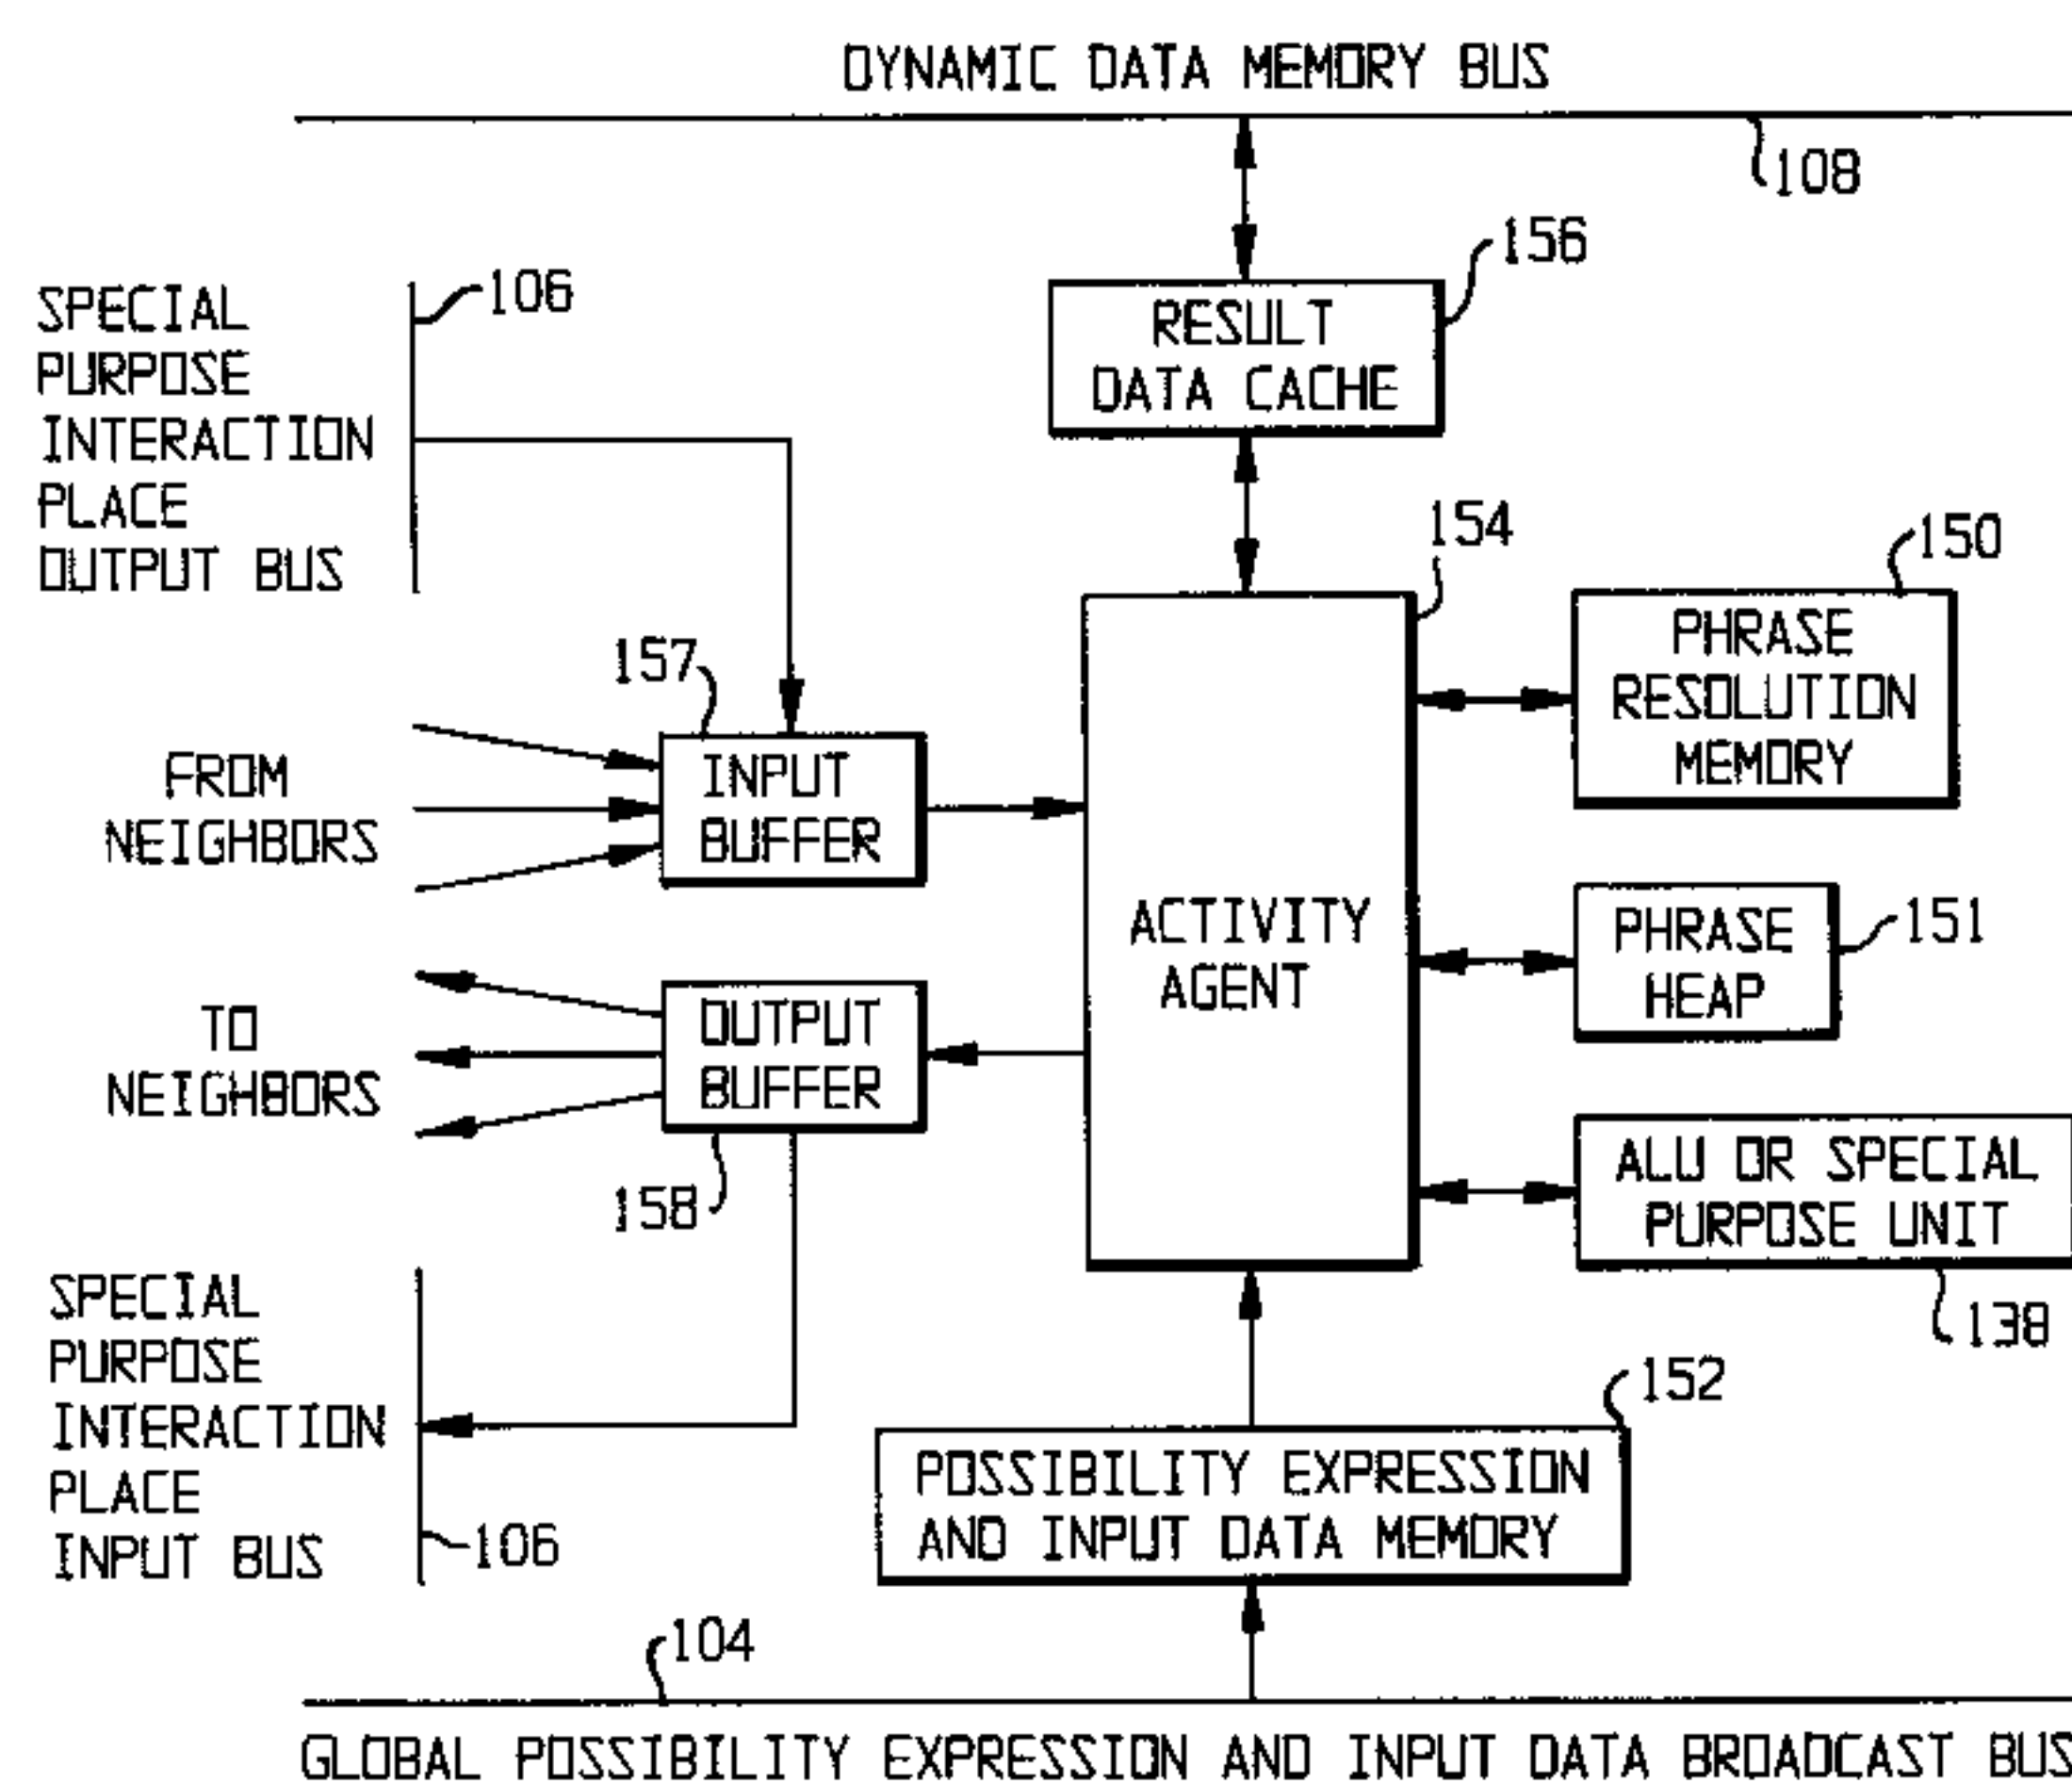 DYNAMIC DATA MEMORY BUS
108
156
RESULT
DATA CACHE
106
SPECIAL
PURPOSE
INTERACTION
PLACE
OUTPUT BUS
154
150
PHRASE
RESOLUTION
MEMORY
157
INPUT
BUFFER
FROM
NEIGHBORS
ACTIVITY
AGENT
PHRASE
HEAP
151
OUTPUT
BUFFER
TO
NEIGHBORS
158
ALU OR SPECIAL
PURPOSE UNIT
138
SPECIAL
PURPOSE
INTERACTION
PLACE
INPUT BUS
106
152
POSSIBILITY EXPRESSION
AND INPUT DATA MEMORY
104
GLOBAL POSSIBILITY EXPRESSION AND INPUT DATA BROADCAST BUS